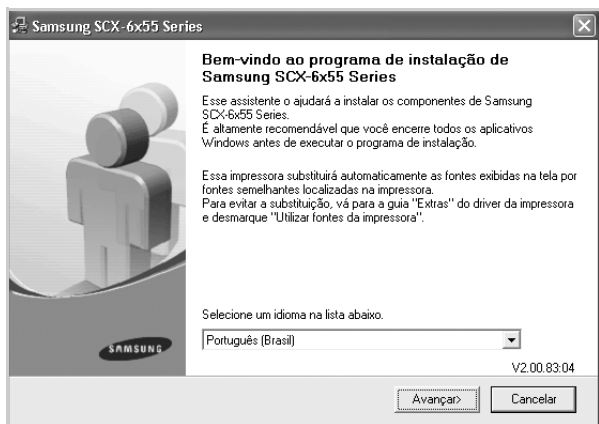 Samsung SCX-6x55 Series
Bem-vindo ao programa de instalação de
Samsung SCX-6x55 Series
Esse assistente o ajudará a instalar os componentes de Samsung
SCX-6x55 Series.
É altamente recomendável que você encerre todos os aplicativos
Windows antes de executar o programa de instalação.
Essa impressora substituirá automaticamente as fontes exibidas na tela por
fontes semelhantes localizadas na impressora.
Para evitar a substituição, vá para a guia "Extras" do driver da impressora
e desmarque "Utilizar fontes da impressora".
Selecione um idioma na lista abaixo.
Português (Brasil)
SAMSUNG
V2.00.83:04
Avançar>
Cancelar